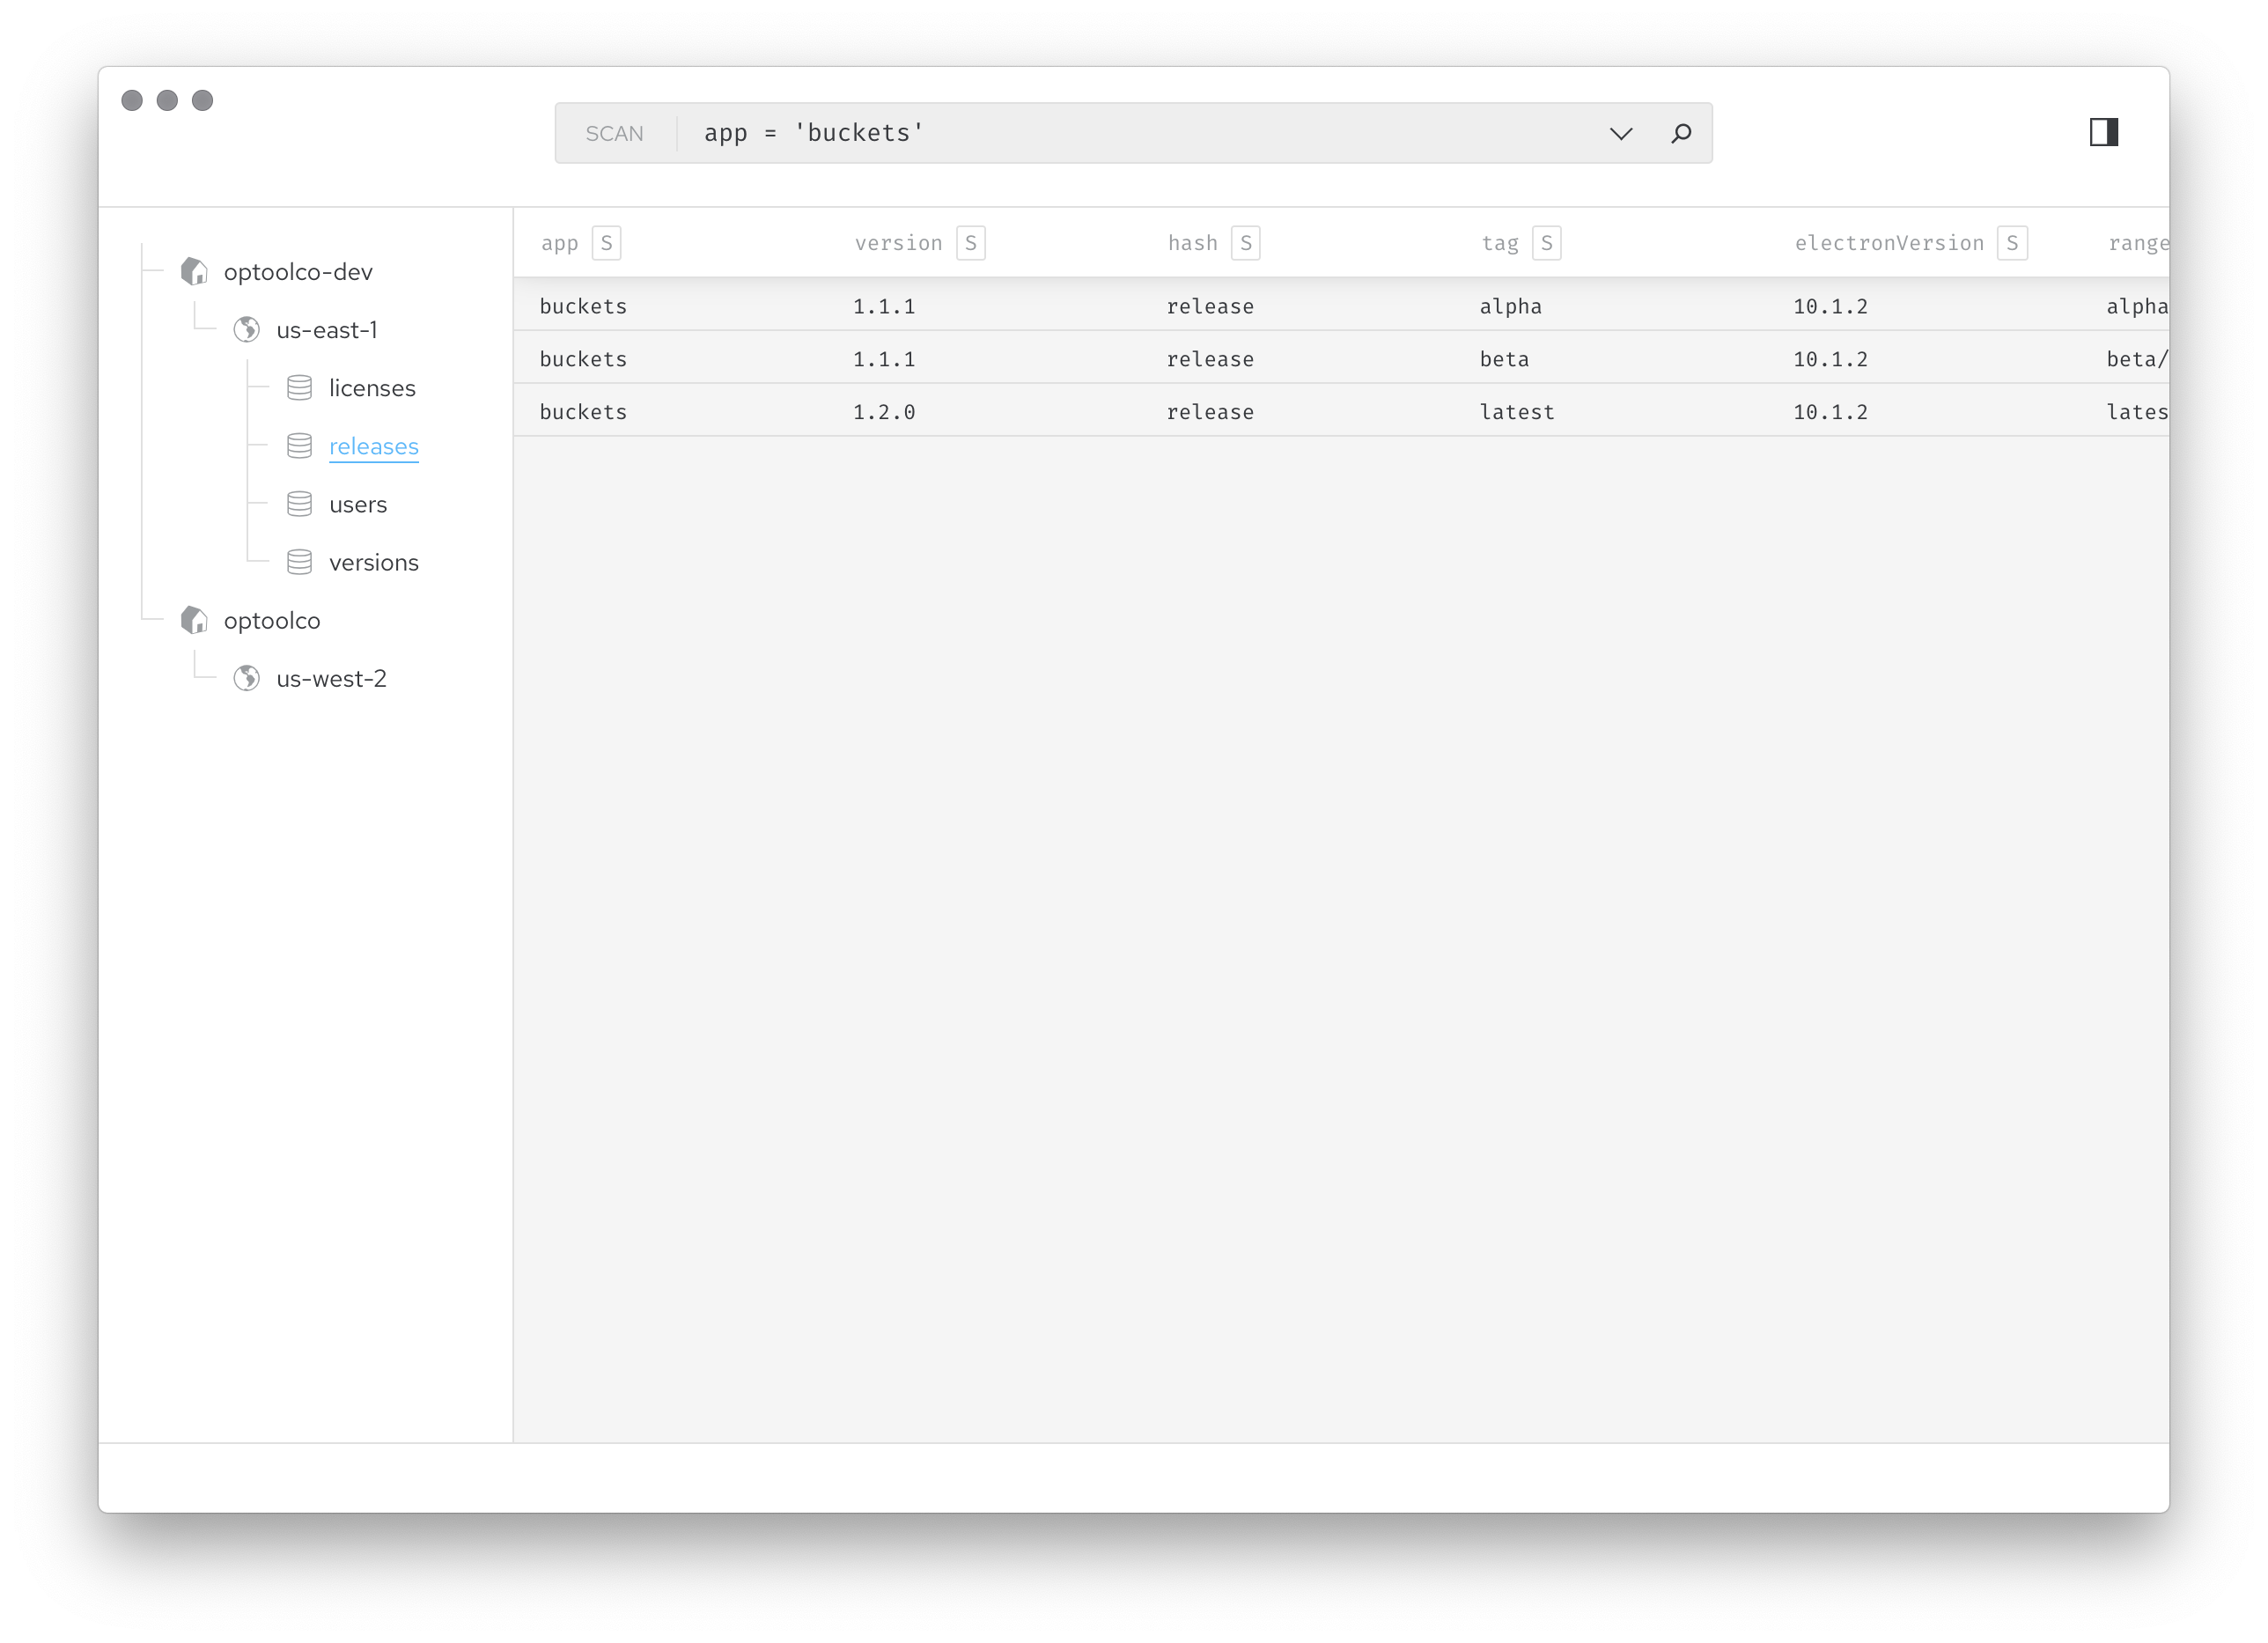 SCAN app = 'buckets'
optoolco-dev
us-east-1
licenses
releases
users
versions
optoolco
us-west-2
app S version S hash S tag S electronVersion S range
buckets 1.1.1 release alpha 10.1.2 alpha
buckets 1.1.1 release beta 10.1.2 beta/
buckets 1.2.0 release latest 10.1.2 lates